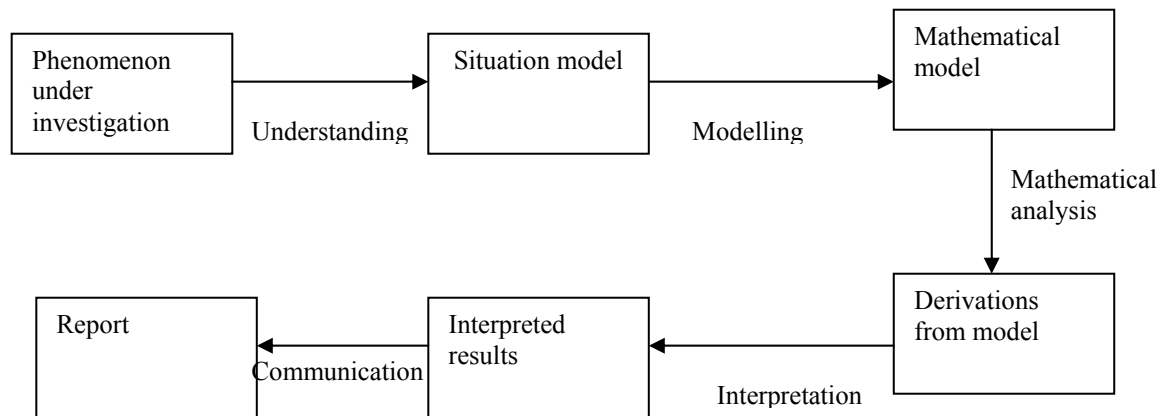 Phenomenon
under
investigation
Understanding
Situation model
Modelling
Mathematical
model
Mathematical
analysis
Derivations
from model
Interpretation
Interpreted
results
Communication
Report